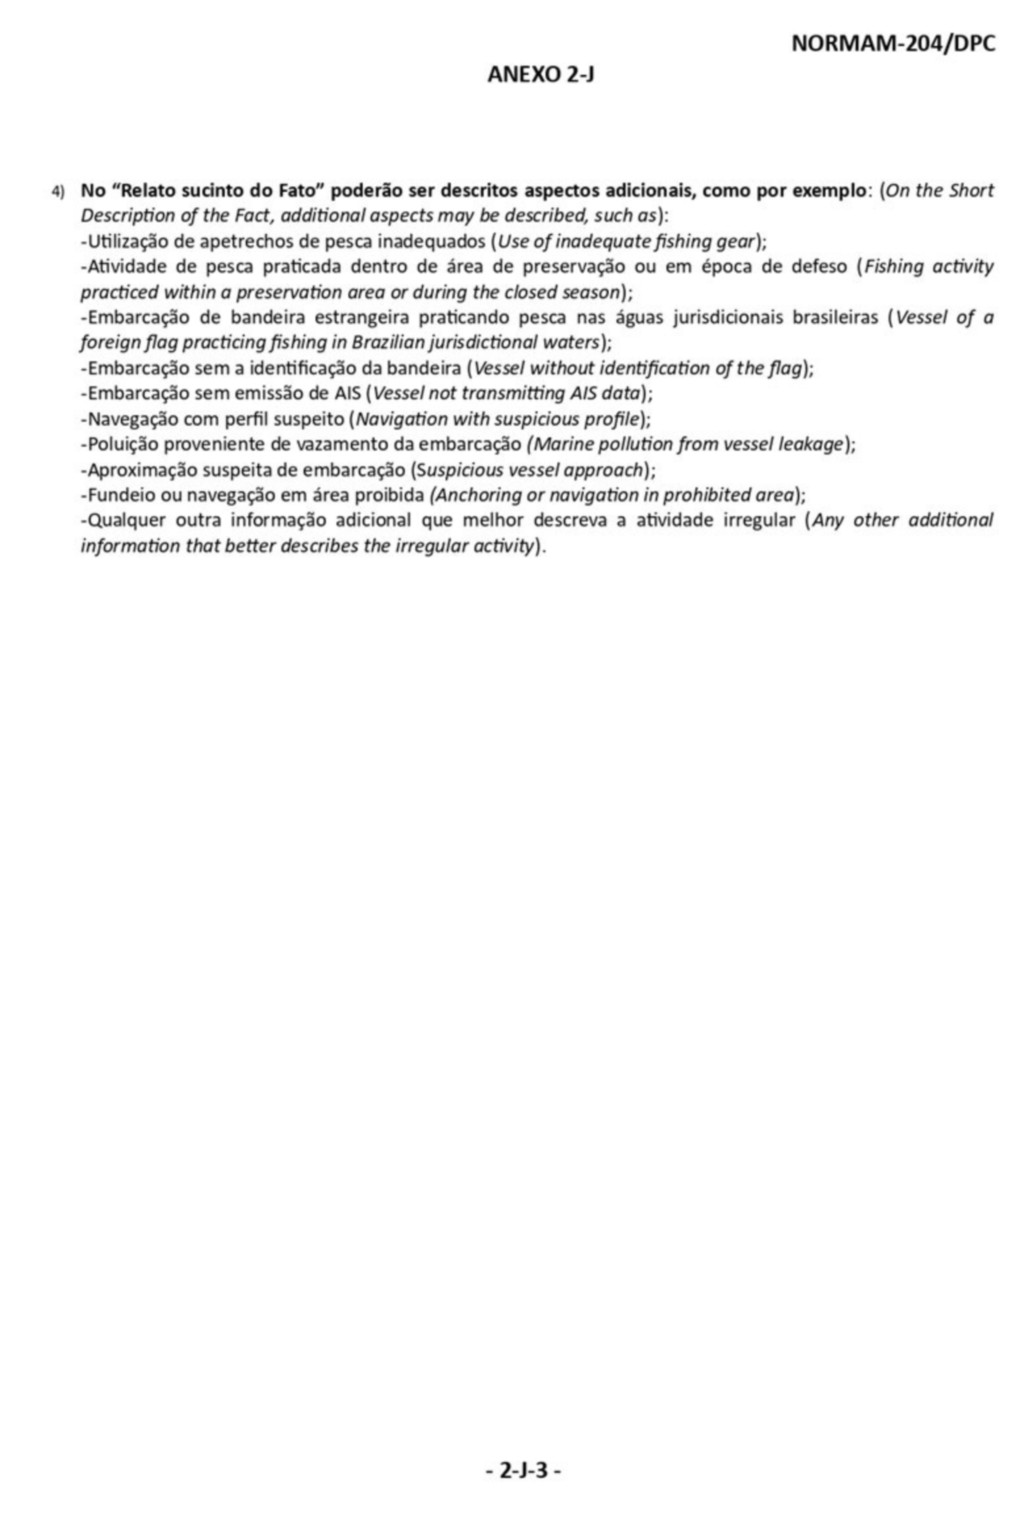 NORMAM-204/DPC
ANEXO 2-J
4) No “Relato sucinto do Fato” poderão ser descritos aspectos adicionais, como por exemplo: (On the Short
Description of the Fact, additional aspects may be described, such as):
-Utilização de apetrechos de pesca inadequados (Use of inadequate fishing gear);
-Atividade de pesca praticada dentro de área de preservação ou em época de defeso (Fishing activity
practiced within a preservation area or during the closed season);
-Embarcação de bandeira estrangeira praticando pesca nas águas jurisdicionais brasileiras (Vessel of a
foreign flag practicing fishing in Brazilian jurisdictional waters);
-Embarcação sem a identificação da bandeira (Vessel without identification of the flag);
-Embarcação sem emissão de AIS (Vessel not transmitting AIS data);
-Navegação com perfil suspeito (Navigation with suspicious profile);
-Poluição proveniente de vazamento da embarcação (Marine pollution from vessel leakage);
-Aproximação suspeita de embarcação (Suspicious vessel approach);
-Fundeio ou navegação em área proibida (Anchoring or navigation in prohibited area);
-Qualquer outra informação adicional que melhor descreva a atividade irregular (Any other additional
information that better describes the irregular activity).
- 2-J-3 -